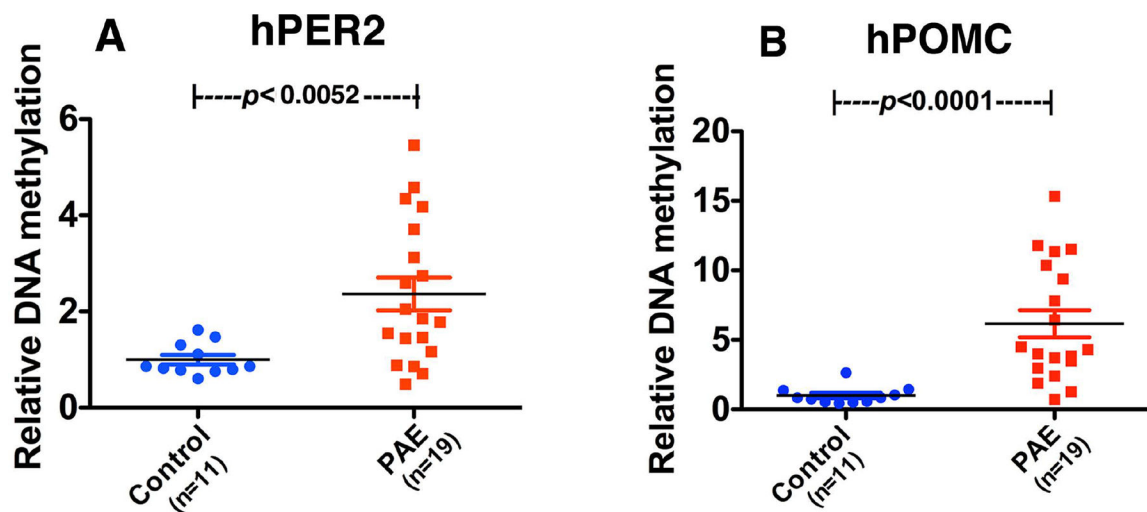 A hPER2
p< 0.0052
Relative DNA methylation
6
4
2
0
Control
(n=11)
PAE
(n=19)
B hPOMC
p<0.0001
Relative DNA methylation
20
15
10
5
0
Control
(n=11)
PAE
(n=19)